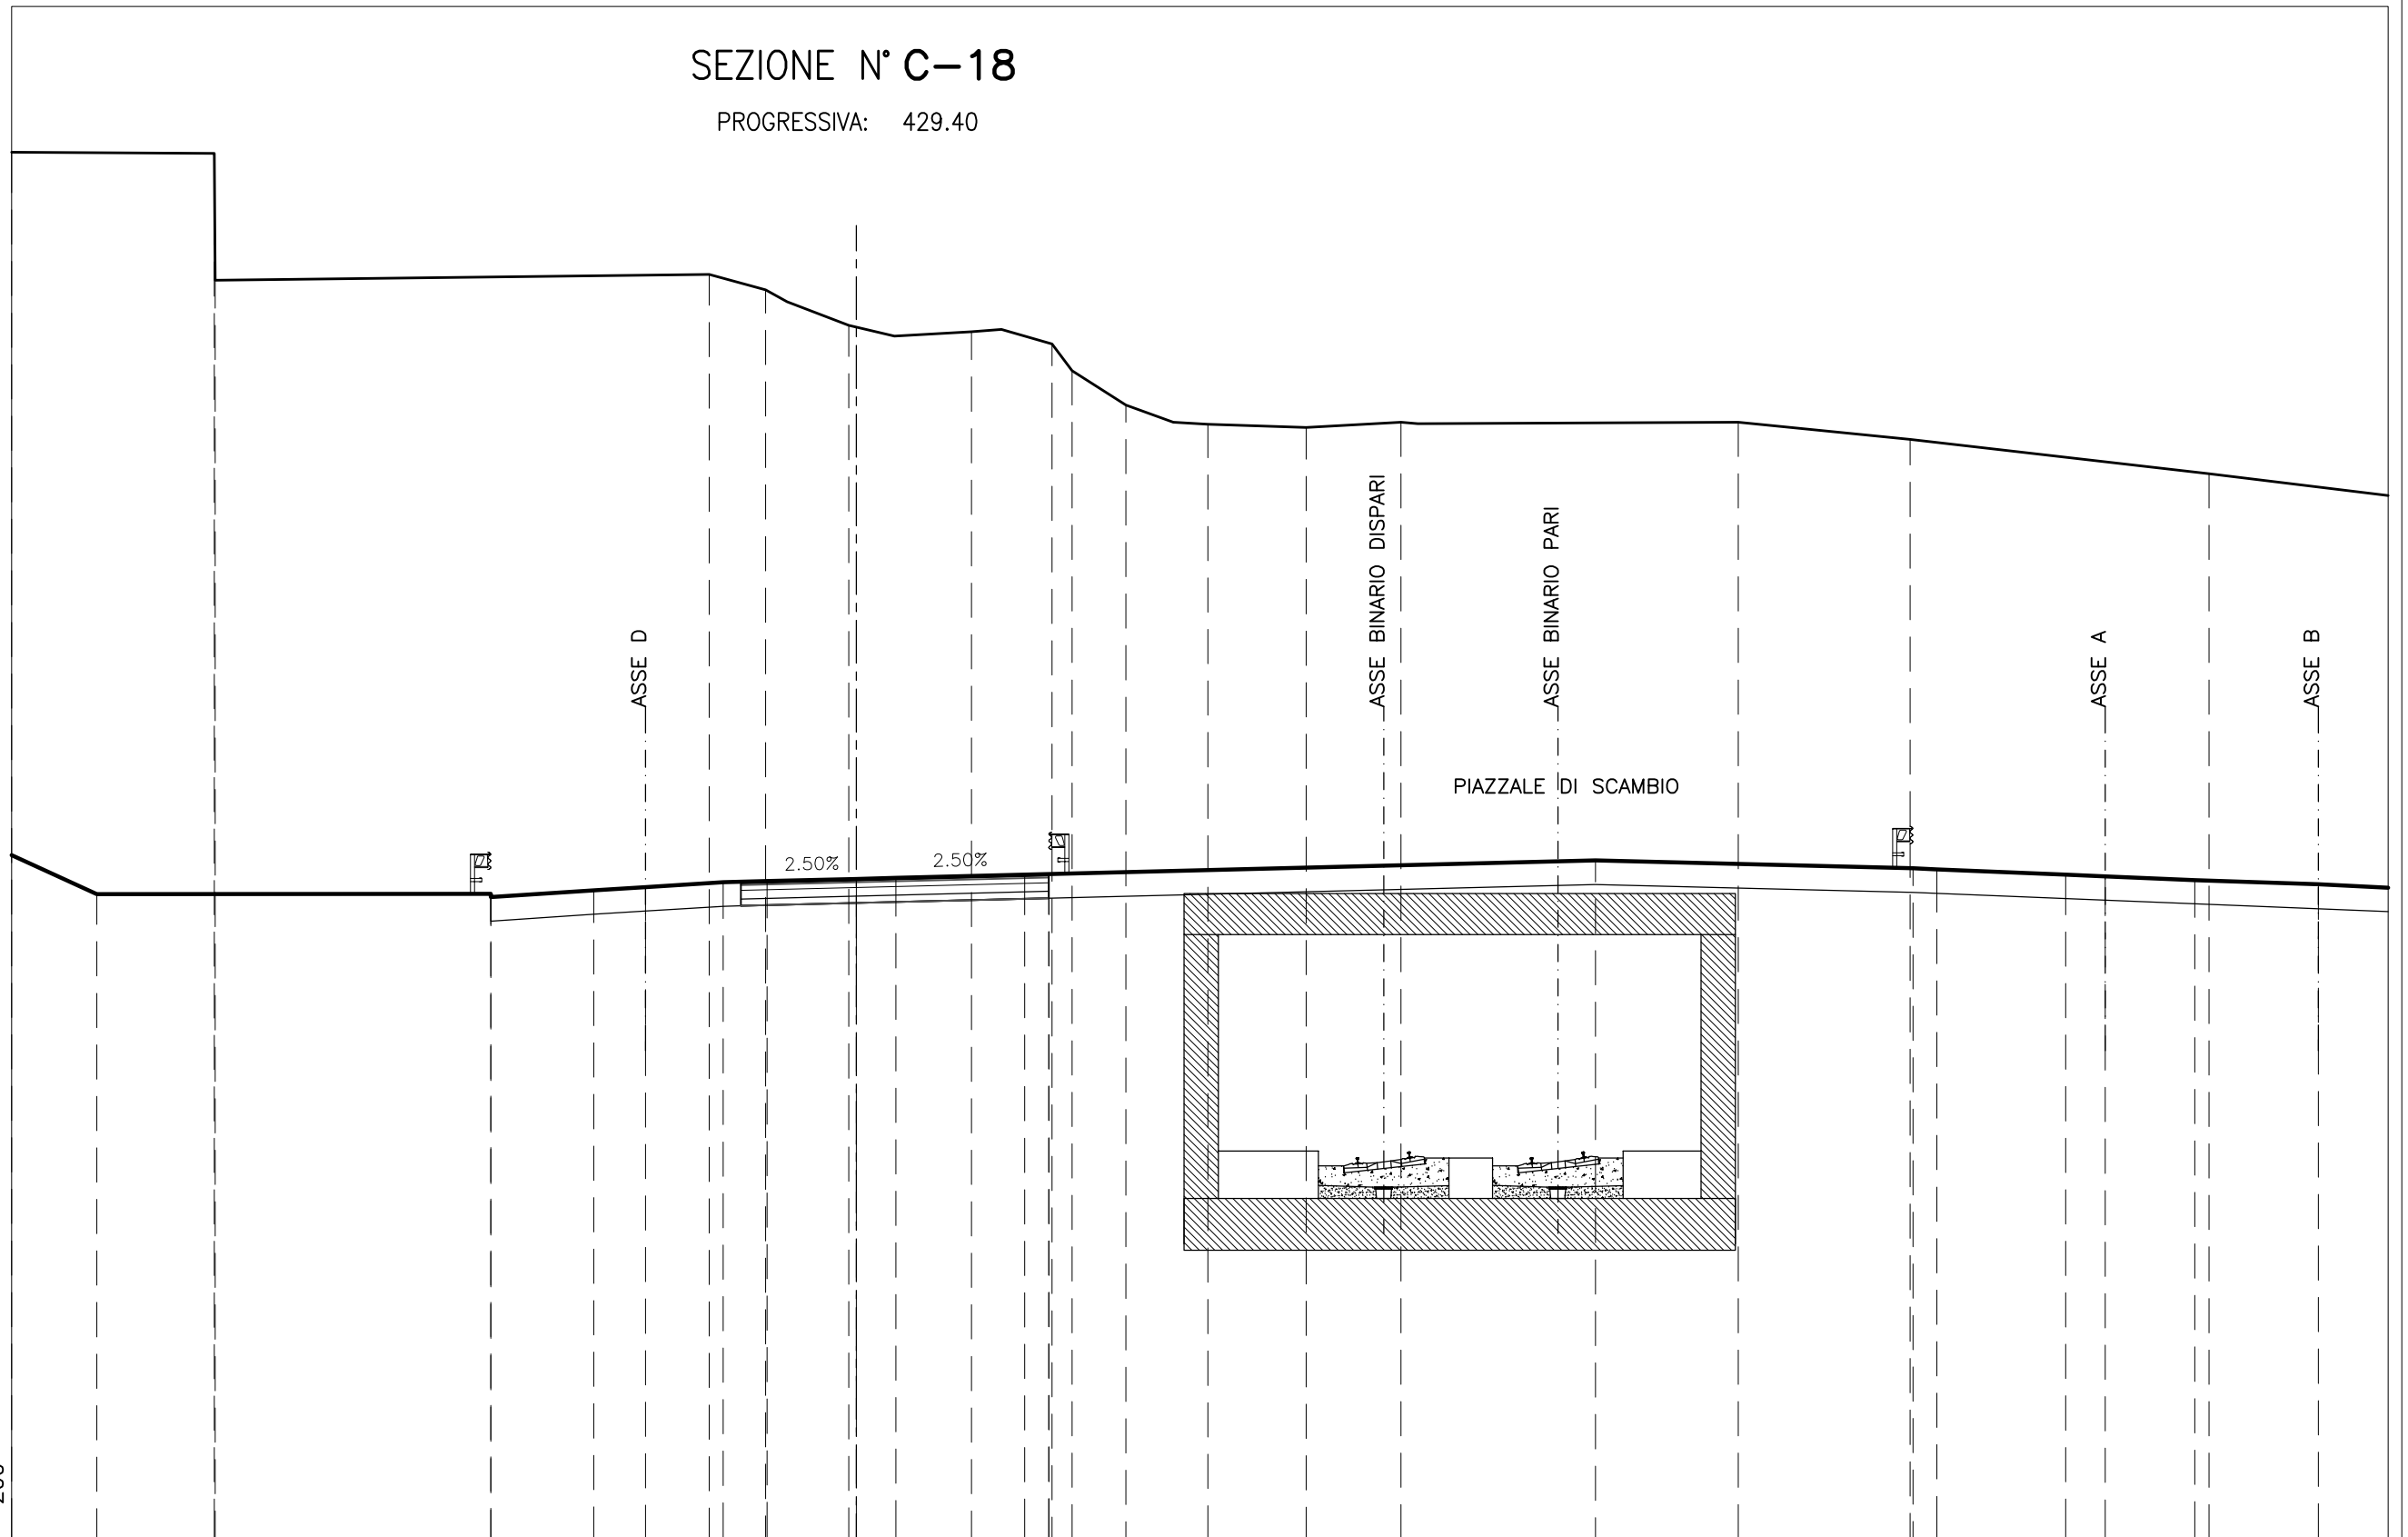 SEZIONE N° C-18
PROGRESSIVA: 429.40
ASSE D
ASSE BINARIO DISPARI
ASSE BINARIO PARI
ASSE A
ASSE B
PIAZZALE DI SCAMBIO
2.50%
2.50%